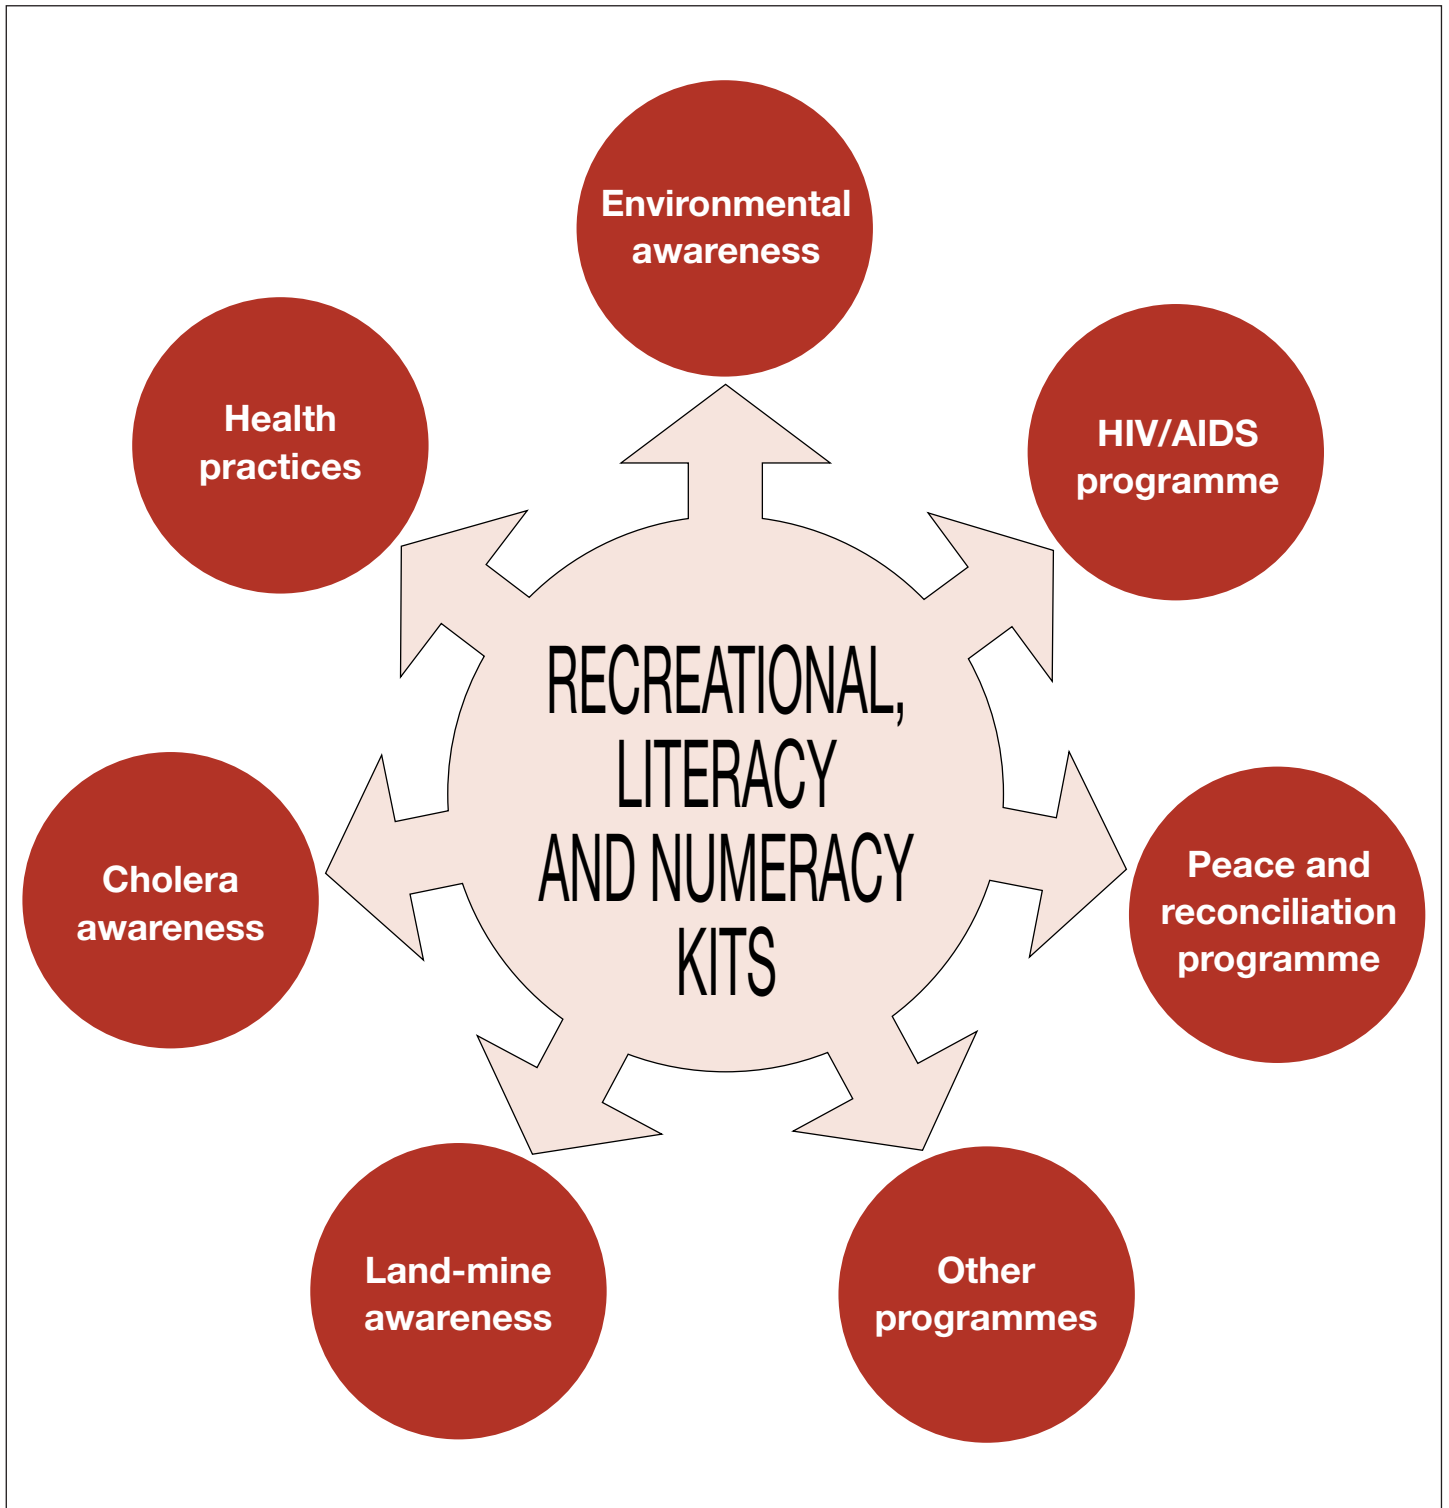 Environmental
awareness
Health
practices
HIV/AIDS
programme
RECREATIONAL,
LITERACY
AND NUMERACY
KITS
Cholera
awareness
Peace and
reconciliation
programme
Land-mine
awareness
Other
programmes